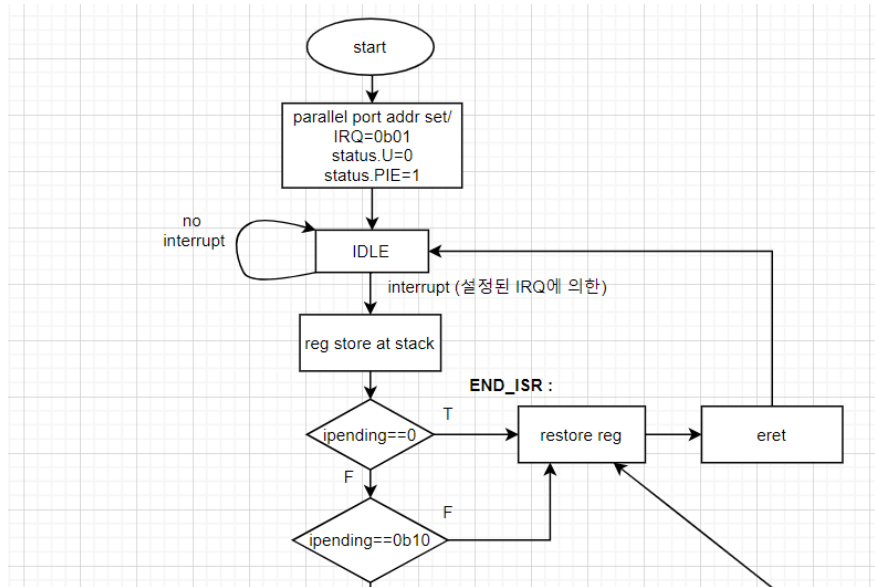 start
parallel port addr set/
IRQ=0b01
status.U=0
status.PIE=1
no
interrupt
IDLE
interrupt (설정된 IRQ에 의한)
reg store at stack
END_ISR :
ipending==0
T
restore reg
eret
F
ipending==0b10
F